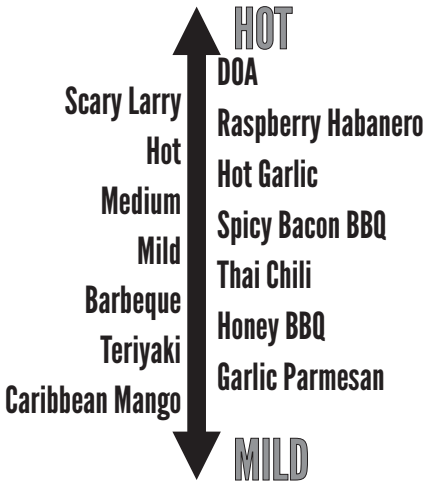 HOT
DOA
Scary Larry
Raspberry Habanero
Hot
Hot Garlic
Medium
Spicy Bacon BBQ
Mild
Thai Chili
Barbeque
Honey BBQ
Teriyaki
Garlic Parmesan
Caribbean Mango
MILD